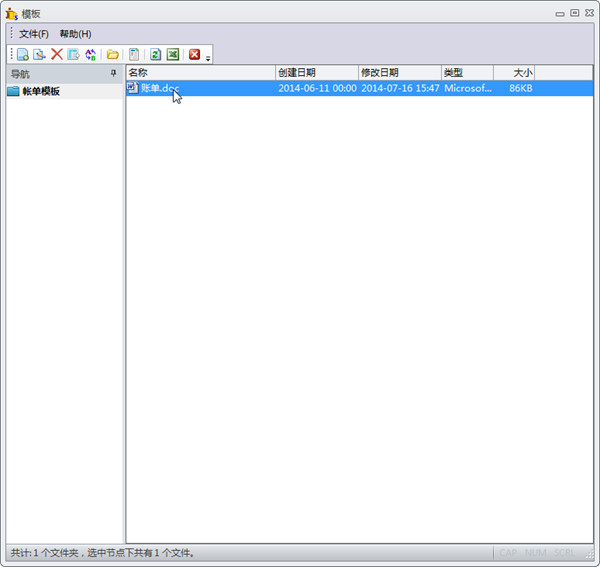 模板
文件(F) 帮助(H)
导航
名称 创建日期 修改日期 类型 大小
帐单模板
账单.doc 2014-06-11 00:00 2014-07-16 15:47 Microsof... 86KB
共计: 1 个文件夹，选中节点下共有 1 个文件。
CAP NUM SCRL